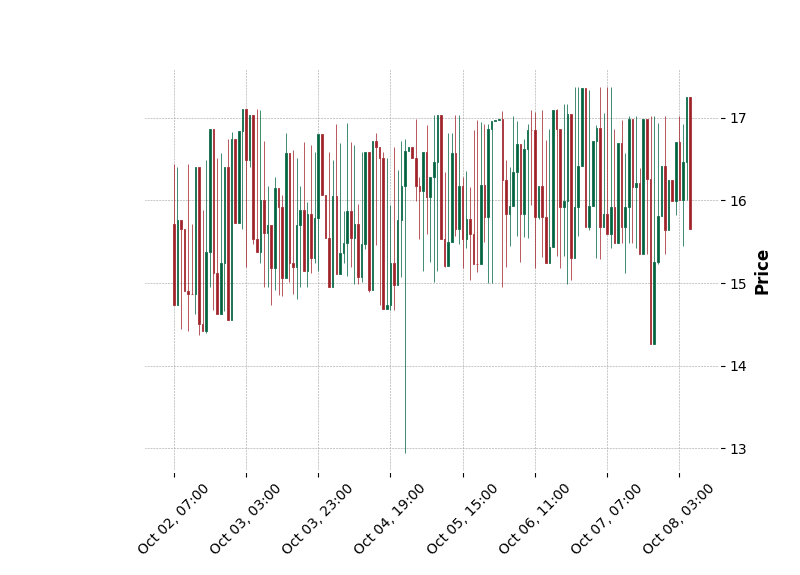 17
16
15
14
13
Price
Oct 02, 07:00
Oct 03, 03:00
Oct 03, 23:00
Oct 04, 19:00
Oct 05, 15:00
Oct 06, 11:00
Oct 07, 07:00
Oct 08, 03:00